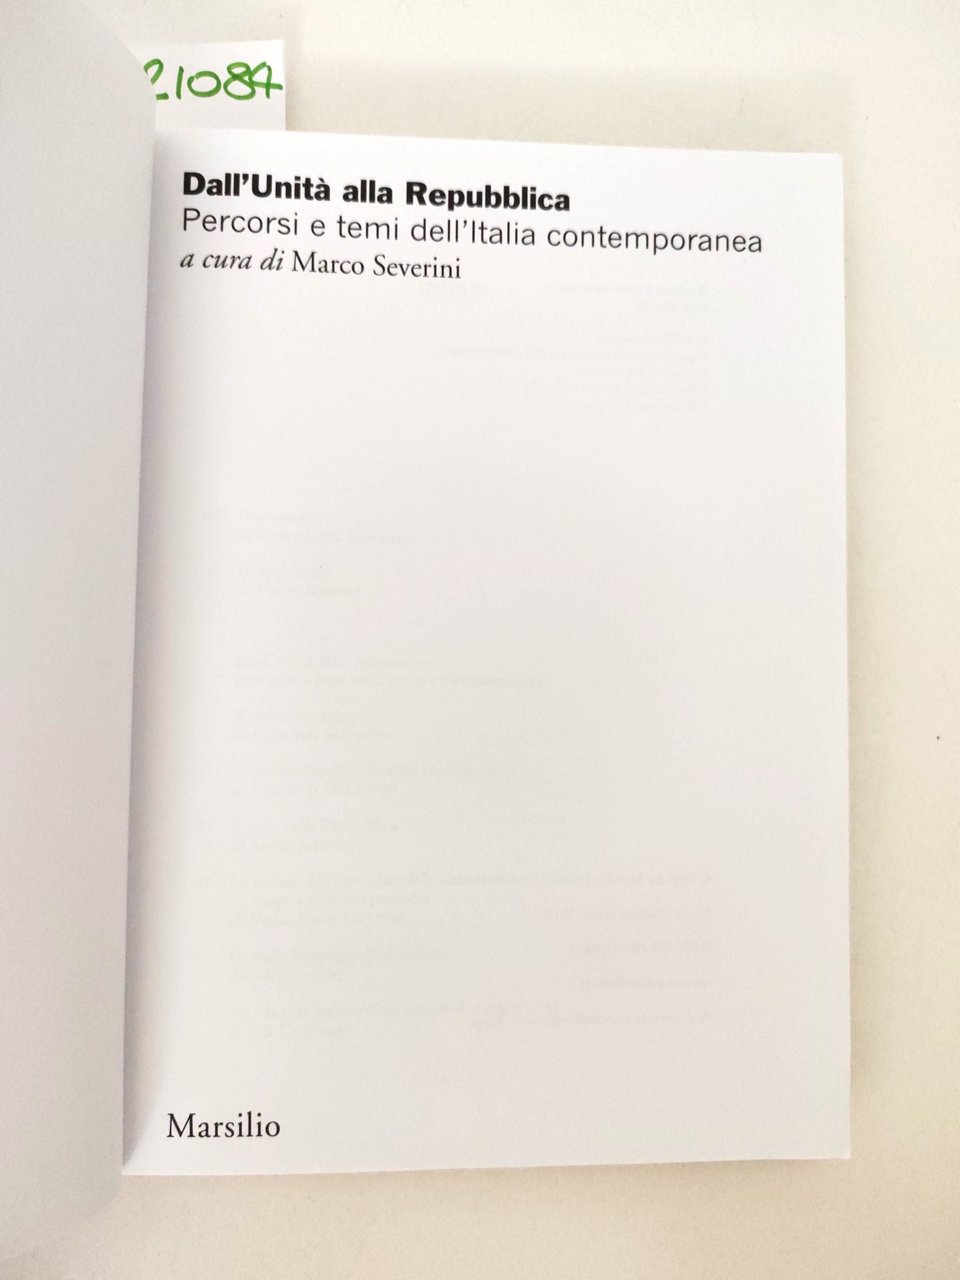 21084
Dall'Unità alla Repubblica
Percorsi e temi dell'Italia contemporanea
a cura di Marco Severini
Marsilio